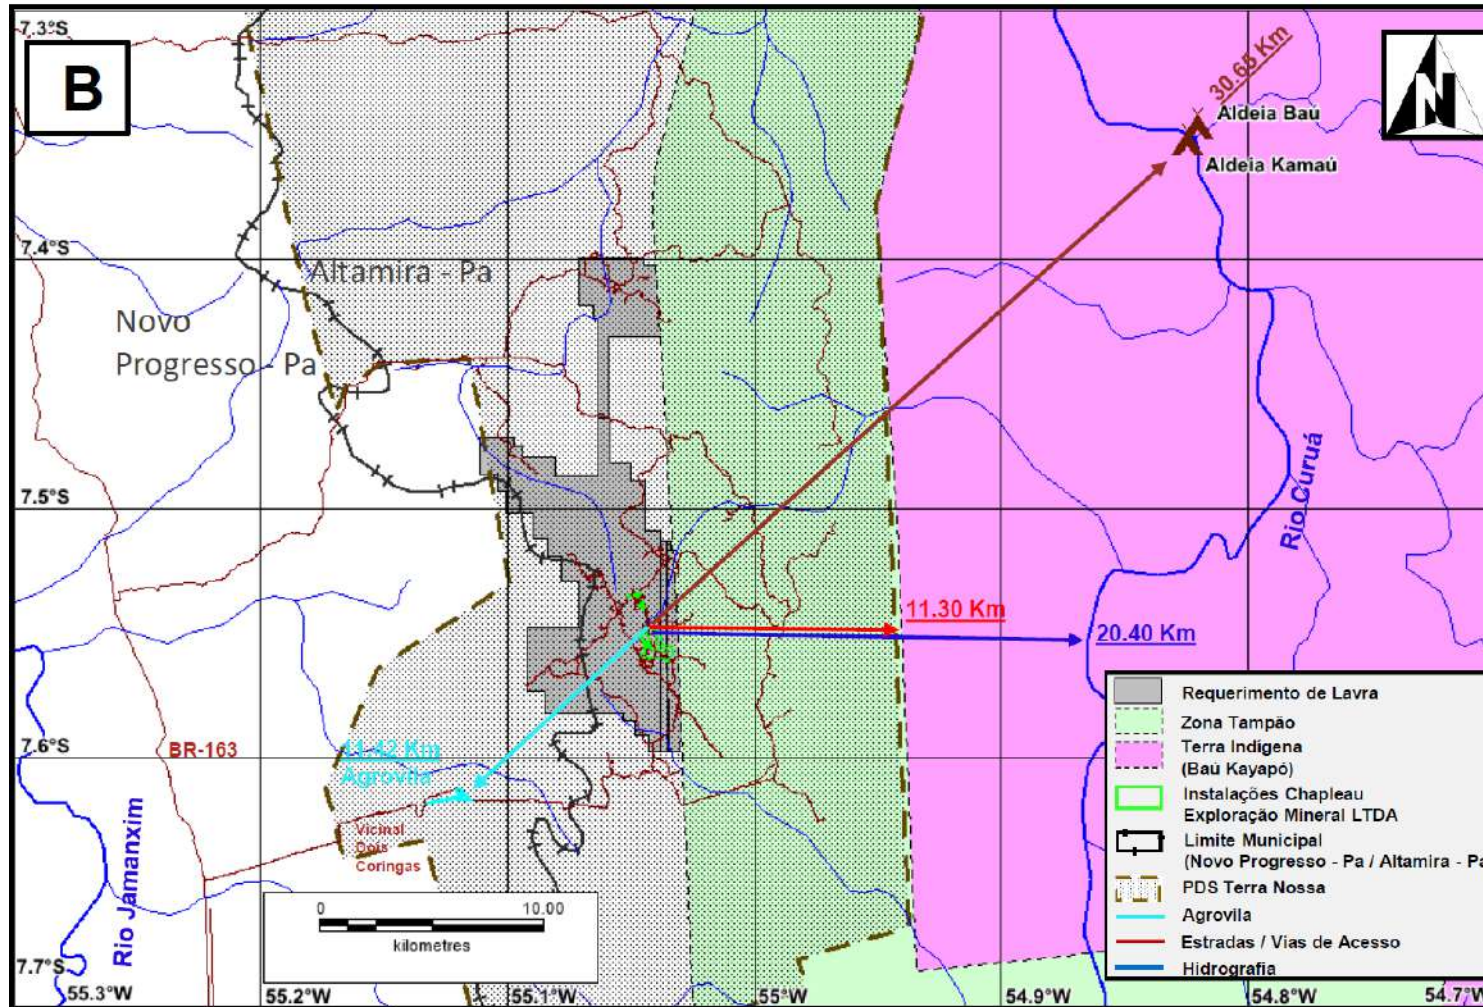 7.3°S
B
30.65 Km
N
Aldeia Baú
Aldeia Kamaú
7.4°S
Altamira - Pa
Novo
Progresso - Pa
7.5°S
Rio Curuá
11.30 Km
20.40 Km
7.6°S
BR-163
11.42 Km
Agrovila
Vicinal
Dois
Coringas
Rio Jamanxim
0 10.00
kilometres
Requerimento de Lavra
Zona Tampão
Terra Indígena
(Baú Kayapó)
Instalações Chapleau
Exploração Mineral LTDA
Limite Municipal
(Novo Progresso - Pa / Altamira - Pa
PDS Terra Nossa
Agrovila
Estradas / Vias de Acesso
Hidrografia
7.7°S
55.3°W 55.2°W 55.1°W 55°W 54.9°W 54.8°W 54.7°W